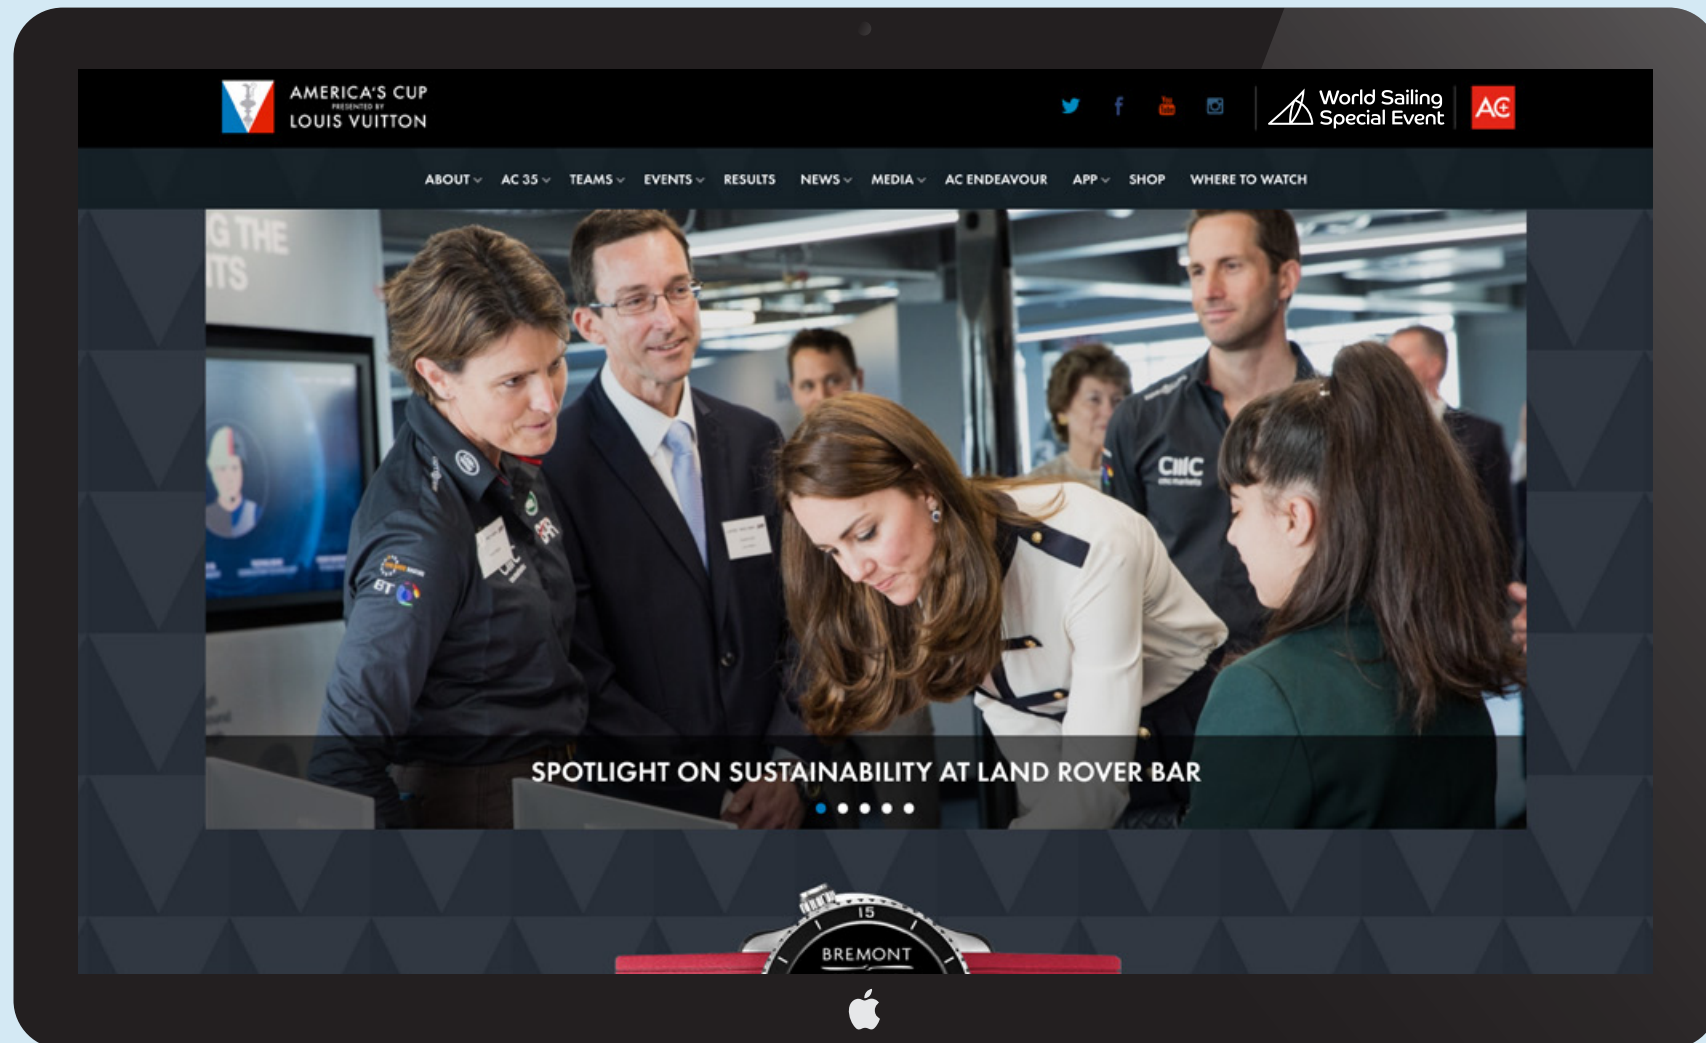 AMERICA'S CUP
PRESENTED BY
LOUIS VUITTON
World Sailing
Special Event
AC+
ABOUT AC 35 TEAMS EVENTS RESULTS NEWS MEDIA AC ENDEAVOUR APP SHOP WHERE TO WATCH
G THE
ITS
BT
CMC
cmc markets
SPOTLIGHT ON SUSTAINABILITY AT LAND ROVER BAR
15
BREMONT